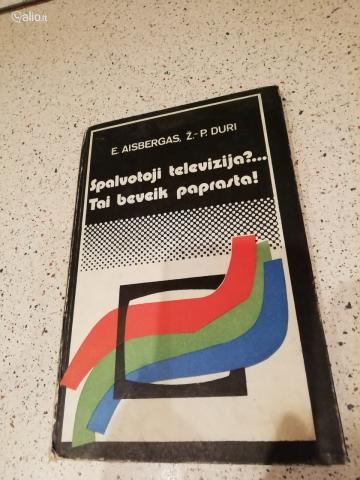 alio.lt
E. AISBERGAS, Ž.-P. DURI
Spalvotoji televizija?...
Tai beveik paprasta!